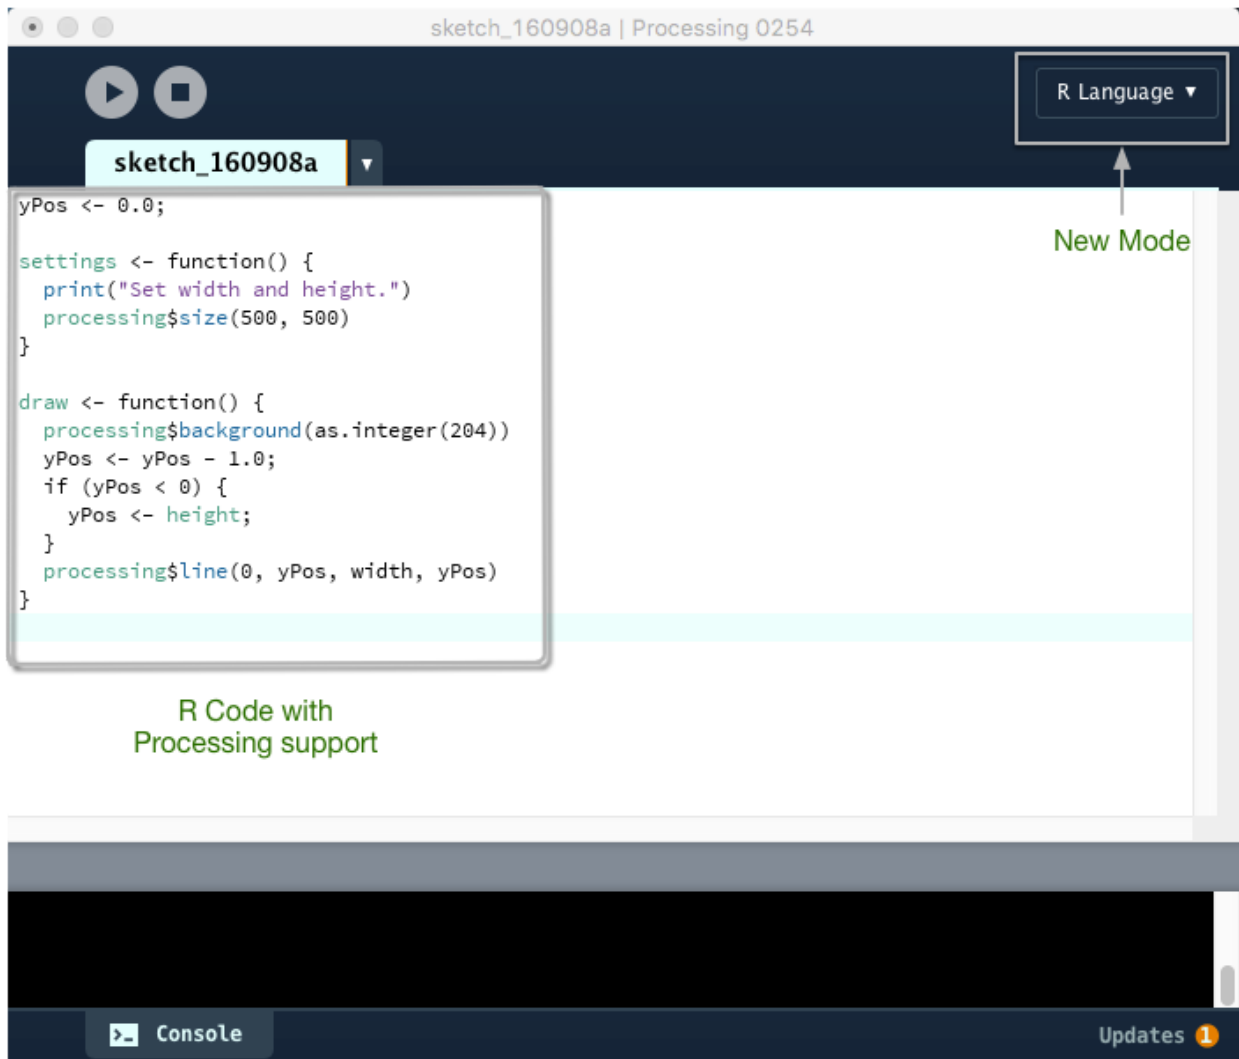 sketch_160908a | Processing 0254
R Language ▼
sketch_160908a ▼
New Mode
yPos <- 0.0;
settings <- function() {
  print("Set width and height.")
  processing$size(500, 500)
}
draw <- function() {
  processing$background(as.integer(204))
  yPos <- yPos - 1.0;
  if (yPos < 0) {
    yPos <- height;
  }
  processing$line(0, yPos, width, yPos)
}
R Code with
Processing support
>_ Console
Updates 1